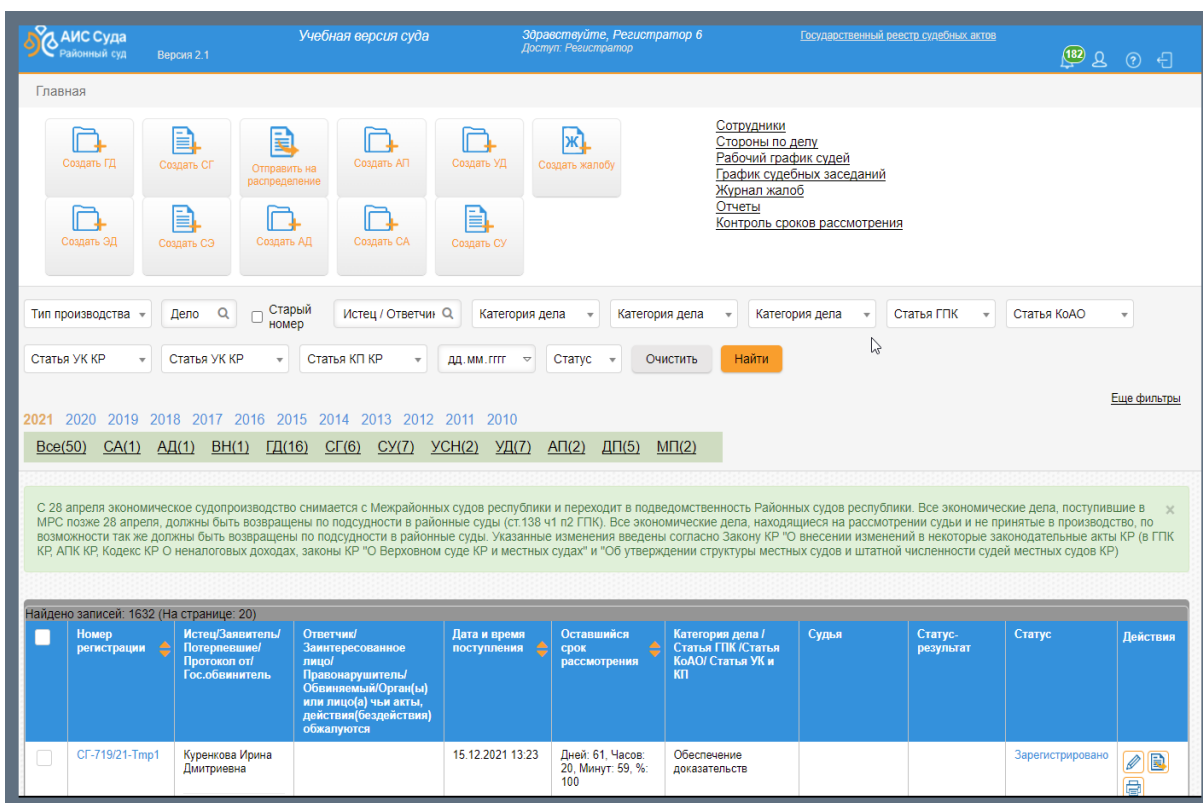 АИС Суда
Районный суд
Версия 2.1
Учебная версия суда
Здравствуйте, Регистратор 6
Доступ: Регистратор
Государственный реестр судебных актов
182
Главная
Создать ГД
Создать СГ
Отправить на
распределение
Создать АП
Создать УД
Ж
Создать жалобу
Создать ЭД
Создать СЭ
Создать АД
Создать СА
Создать СУ
Сотрудники
Стороны по делу
Рабочий график судей
График судебных заседаний
Журнал жалоб
Отчеты
Контроль сроков рассмотрения
Тип производства
Дело
Старый
номер
Истец / Ответчик
Категория дела
Категория дела
Категория дела
Статья ГПК
Статья КоАО
Статья УК КР
Статья УК КР
Статья КП КР
дд.мм.гггг
Статус
Очистить
Найти
Еще фильтры
2021 2020 2019 2018 2017 2016 2015 2014 2013 2012 2011 2010
Все(50) СА(1) АД(1) ВН(1) ГД(16) СГ(6) СУ(7) УСН(2) УД(7) АП(2) ДП(5) МП(2)
С 28 апреля экономическое судопроизводство снимается с Межрайонных судов республики и переходит в подведомственность Районных судов республики. Все экономические дела, поступившие в
МРС позже 28 апреля, должны быть возвращены по подсудности в районные суды (ст.138 ч1 п2 ГПК). Все экономические дела, находящиеся на рассмотрении судьи и не принятые в производство, по
возможности так же должны быть возвращены по подсудности в районные суды. Указанные изменения введены согласно Закону КР "О внесении изменений в некоторые законодательные акты КР (в ГПК
КР, АПК КР, Кодекс КР О неналоговых доходах, законы КР "О Верховном суде КР и местных судах" и "Об утверждении структуры местных судов и штатной численности судей местных судов КР)
Найдено записей: 1632 (На странице: 20)
Номер
регистрации
Истец/Заявитель/
Потерпевшие/
Протокол от/
Гос.обвинитель
Ответчик/
Заинтересованное
лицо/
Правонарушитель/
Обвиняемый/Орган(ы)
или лицо(а) чьи акты,
действия(бездействия)
обжалуются
Дата и время
поступления
Оставшийся
срок
рассмотрения
Категория дела /
Статья ГПК /Статья
КоАО/ Статья УК и
КП
Судья
Статус-
результат
Статус
Действия
СГ-719/21-Tmp1
Куренкова Ирина
Дмитриевна
15.12.2021 13:23
Дней: 61, Часов:
20, Минут: 59, %:
100
Обеспечение
доказательств
Зарегистрировано